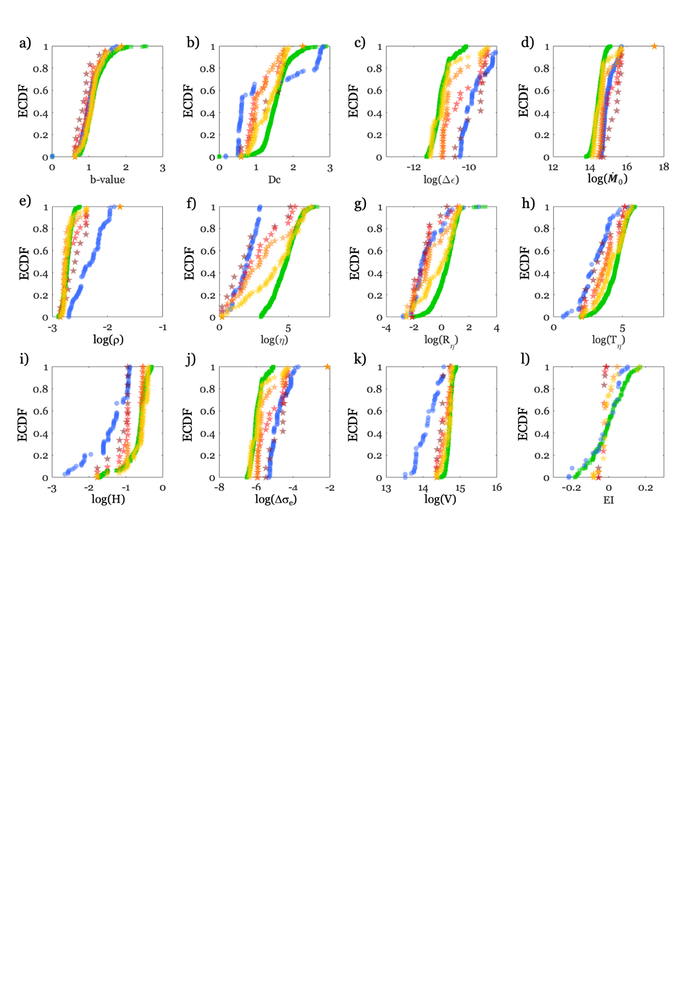 a) b) c) d)
1 1 1 1
0.8 0.8 0.8 0.8
0.6 0.6 0.6 0.6
ECDF ECDF ECDF ECDF
0.4 0.4 0.4 0.4
0.2 0.2 0.2 0.2
0 0 0 0
0 1 2 3 0 1 2 3 -12 -10 12 14 16 18
b-value Dc log(Δϵ) log(Ṁ₀)
e) f) g) h)
1 1 1 1
0.8 0.8 0.8 0.8
0.6 0.6 0.6 0.6
ECDF ECDF ECDF ECDF
0.4 0.4 0.4 0.4
0.2 0.2 0.2 0.2
0 0 0 0
-3 -2 -1 0 5 -4 -2 0 2 4 0 5
log(ρ) log(η) log(R_η) log(T_η)
i) j) k) l)
1 1 1 1
0.8 0.8 0.8 0.8
0.6 0.6 0.6 0.6
ECDF ECDF ECDF ECDF
0.4 0.4 0.4 0.4
0.2 0.2 0.2 0.2
0 0 0 0
-3 -2 -1 0 -8 -6 -4 -2 13 14 15 16 -0.2 0 0.2
log(H) log(Δσₑ) log(V) EI